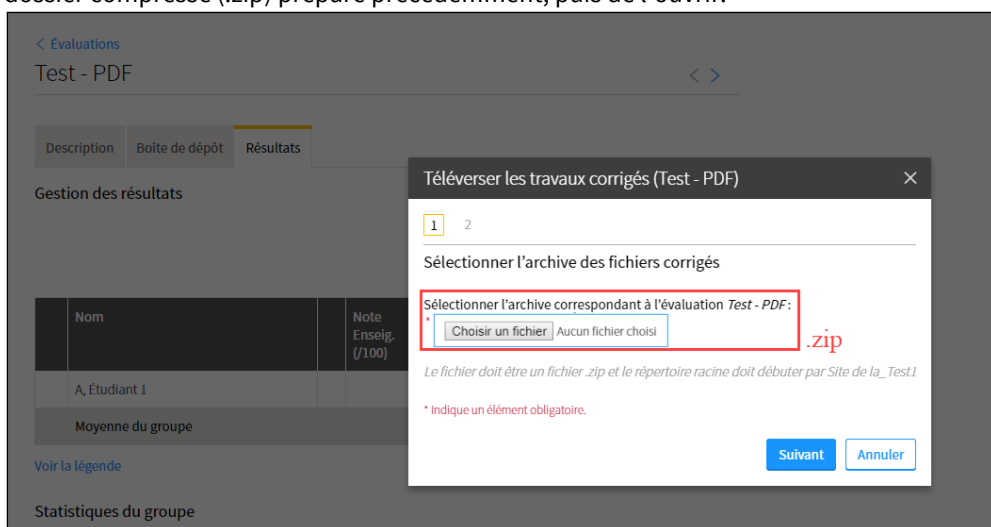 dossier compressé (.zip) préparé précédemment, puis de l'ouvrir.
< Évaluations
Test - PDF
< >
Description Boîte de dépôt Résultats
Gestion des résultats
Téléverser les travaux corrigés (Test - PDF) ×
1 2
Sélectionner l'archive des fichiers corrigés
Sélectionner l'archive correspondant à l'évaluation Test - PDF :
* Choisir un fichier Aucun fichier choisi
.zip
Le fichier doit être un fichier .zip et le répertoire racine doit débuter par Site de la_Test1
* Indique un élément obligatoire.
Suivant Annuler
Nom
Note
Enseig.
(/100)
A, Étudiant 1
Moyenne du groupe
Voir la légende
Statistiques du groupe